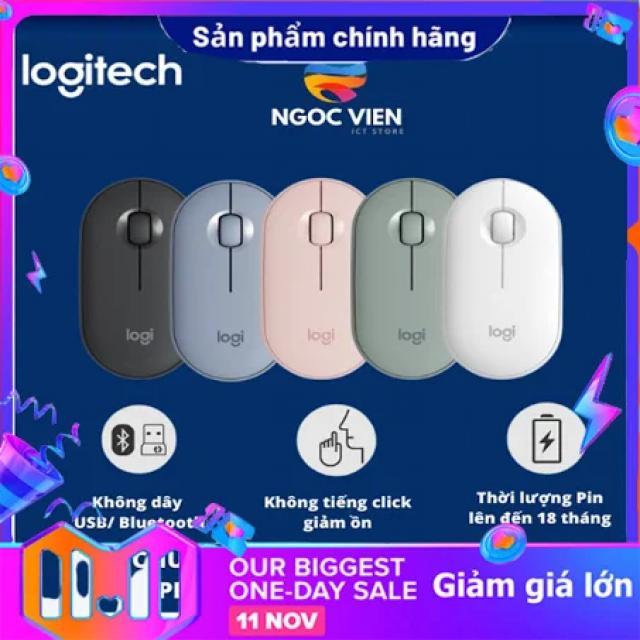 Sản phẩm chính hãng
logitech
NGOC VIEN
ICT STORE
logi
logi
logi
logi
logi
Không dây
USB/ Bluetooth
Không tiếng click
giảm ồn
Thời lượng Pin
lên đến 18 tháng
11.11
OUR BIGGEST
ONE-DAY SALE
11 NOV
Giảm giá lớn